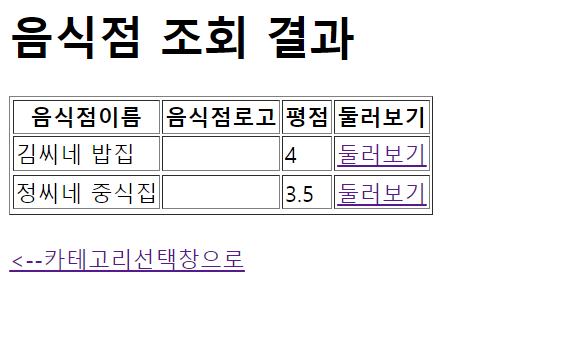 음식점 조회 결과
음식점이름 음식점로고 평점 둘러보기
김씨네 밥집 4 둘러보기
정씨네 중식집 3.5 둘러보기
<--카테고리선택창으로